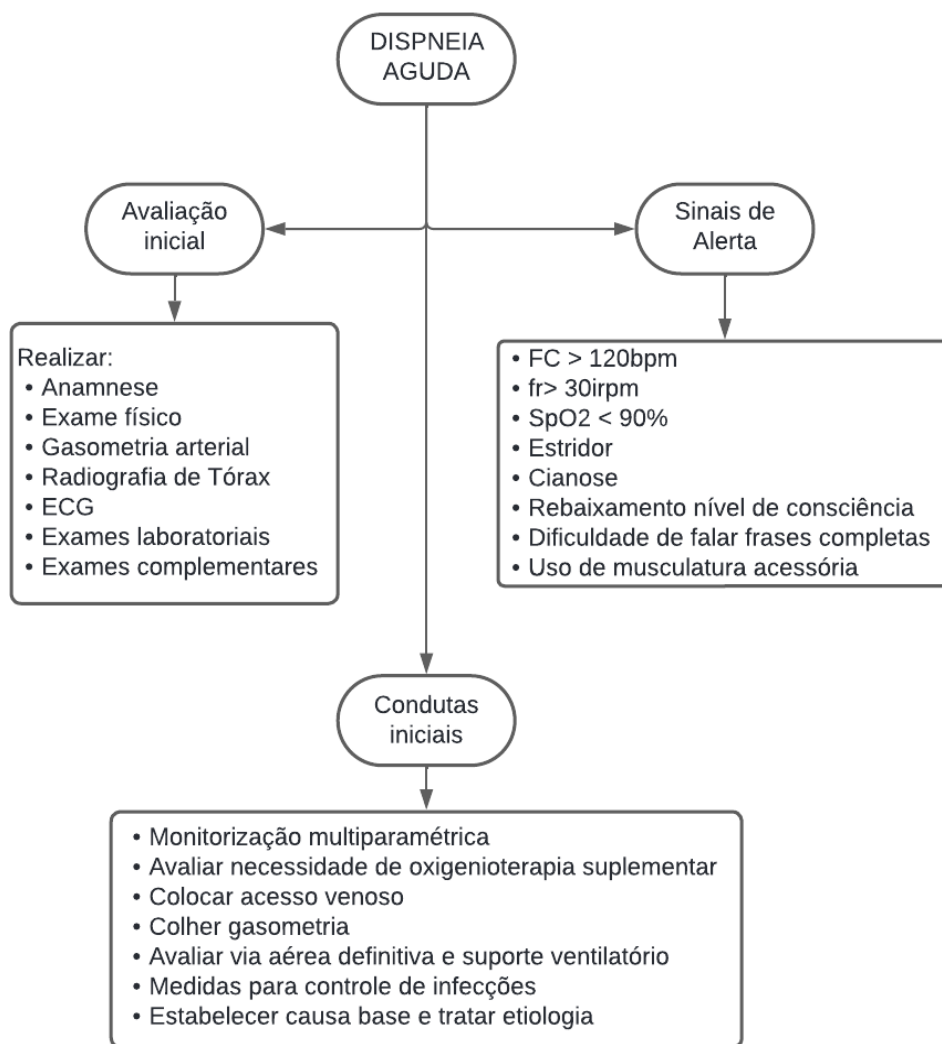 DISPNEIA
AGUDA
Avaliação
inicial
Sinais de
Alerta
Realizar:
• Anamnese
• Exame físico
• Gasometria arterial
• Radiografia de Tórax
• ECG
• Exames laboratoriais
• Exames complementares
• FC > 120bpm
• fr> 30irpm
• SpO2 < 90%
• Estridor
• Cianose
• Rebaixamento nível de consciência
• Dificuldade de falar frases completas
• Uso de musculatura acessória
Condutas
iniciais
• Monitorização multiparamétrica
• Avaliar necessidade de oxigenioterapia suplementar
• Colocar acesso venoso
• Colher gasometria
• Avaliar via aérea definitiva e suporte ventilatório
• Medidas para controle de infecções
• Estabelecer causa base e tratar etiologia